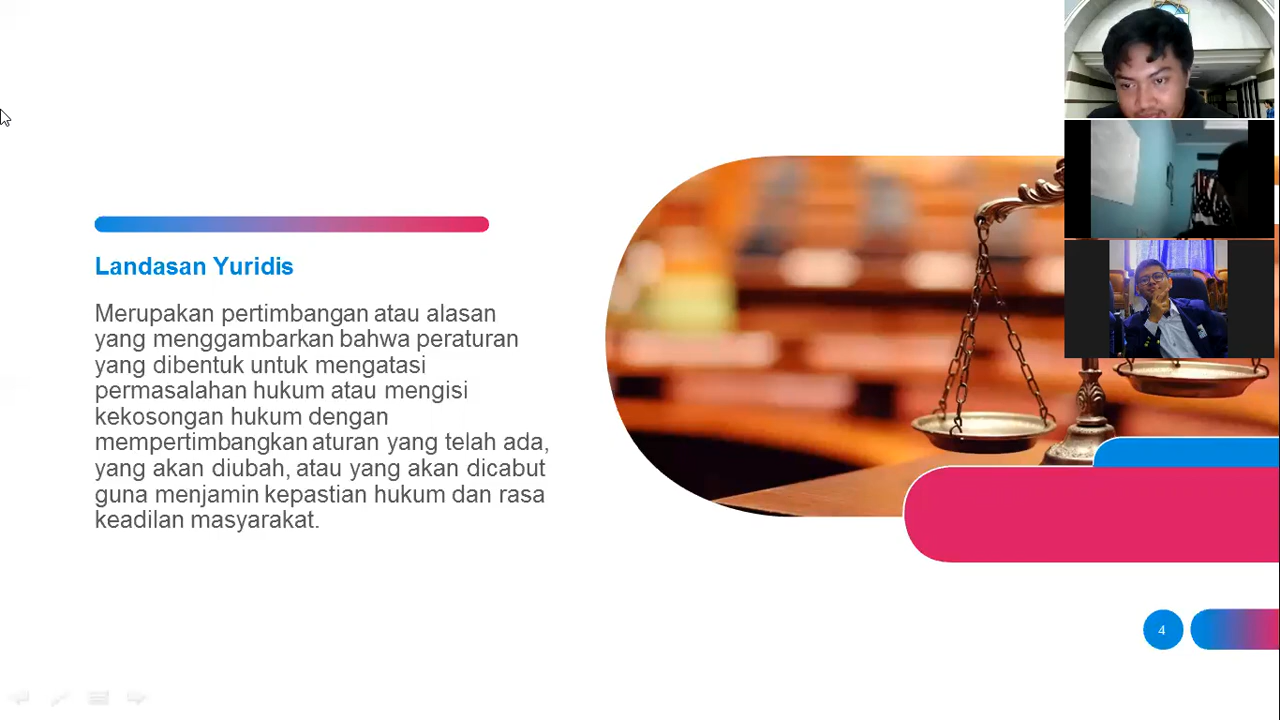 Landasan Yuridis
Merupakan pertimbangan atau alasan
yang menggambarkan bahwa peraturan
yang dibentuk untuk mengatasi
permasalahan hukum atau mengisi
kekosongan hukum dengan
mempertimbangkan aturan yang telah ada,
yang akan diubah, atau yang akan dicabut
guna menjamin kepastian hukum dan rasa
keadilan masyarakat.
4